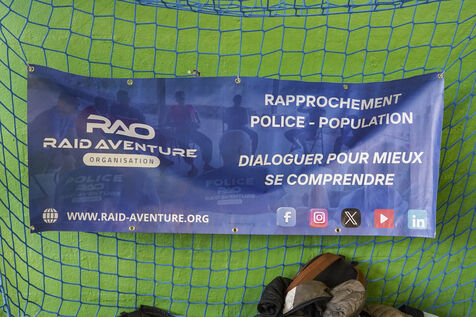 RAO
RAID AVENTURE
ORGANISATION
RAPPROCHEMENT
POLICE - POPULATION
DIALOGUER POUR MIEUX
SE COMPRENDRE
WWW.RAID-AVENTURE.ORG